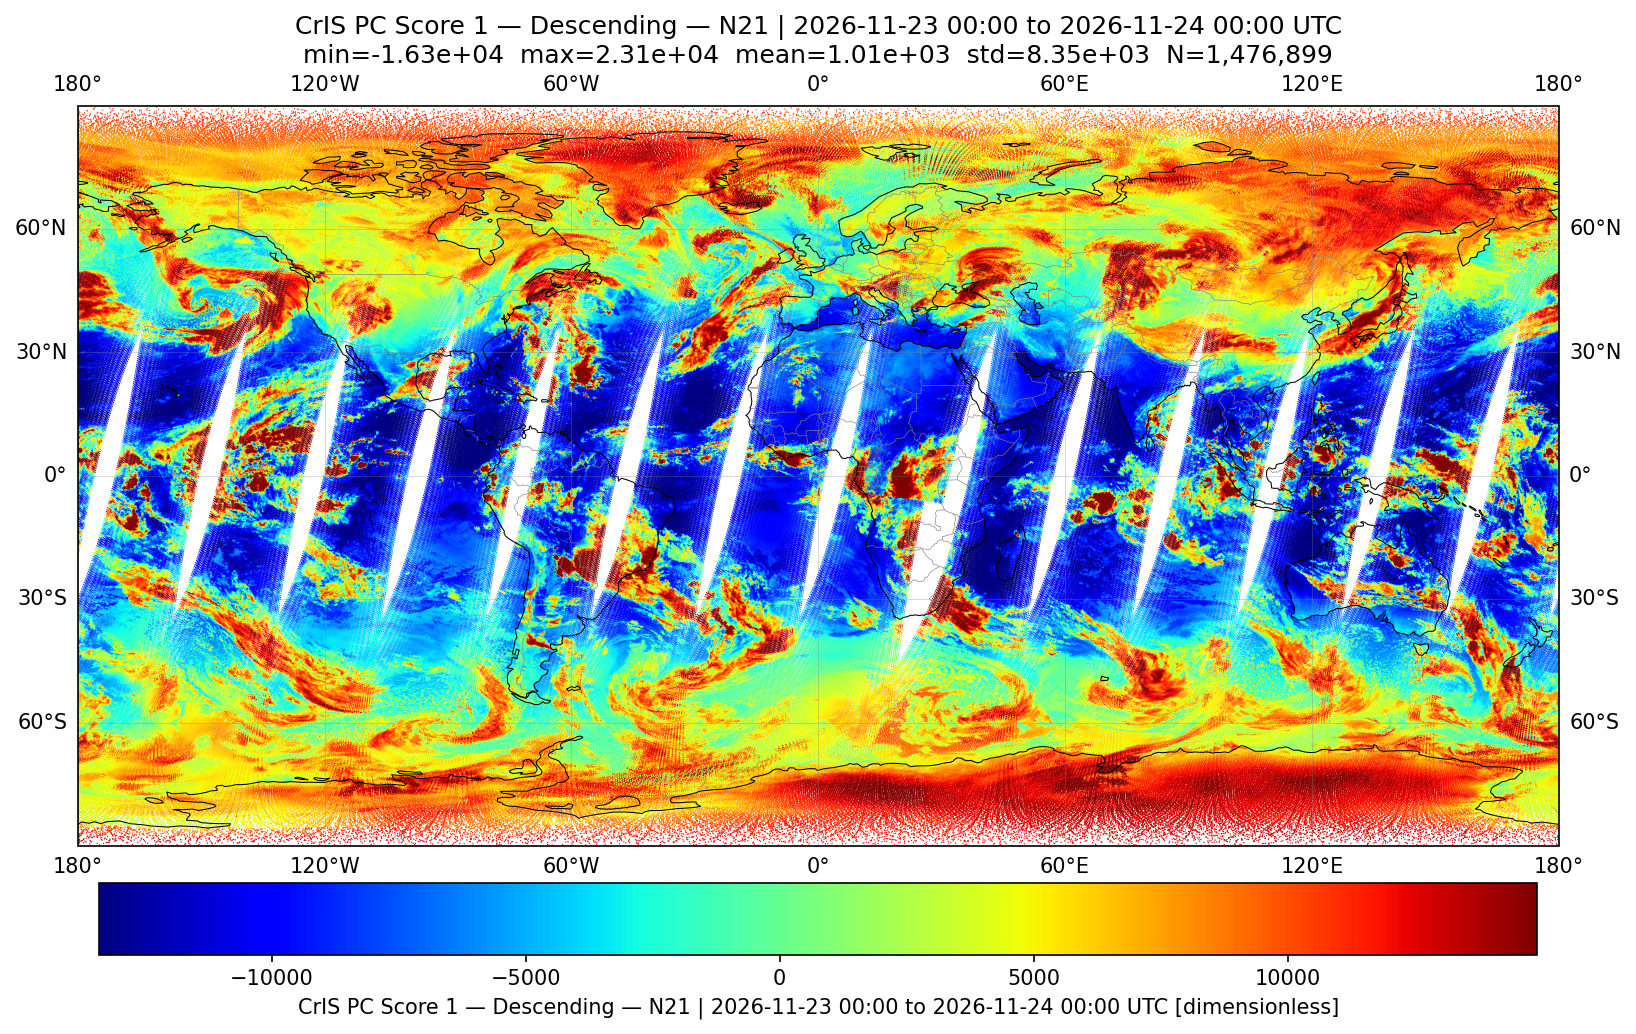 CrIS PC Score 1 — Descending — N21 | 2026-11-23 00:00 to 2026-11-24 00:00 UTC
min=-1.63e+04  max=2.31e+04  mean=1.01e+03  std=8.35e+03  N=1,476,899
180° 120°W 60°W 0° 60°E 120°E 180°
60°N 60°N
30°N 30°N
0° 0°
30°S 30°S
60°S 60°S
180° 120°W 60°W 0° 60°E 120°E 180°
−10000 −5000 0 5000 10000
CrIS PC Score 1 — Descending — N21 | 2026-11-23 00:00 to 2026-11-24 00:00 UTC [dimensionless]